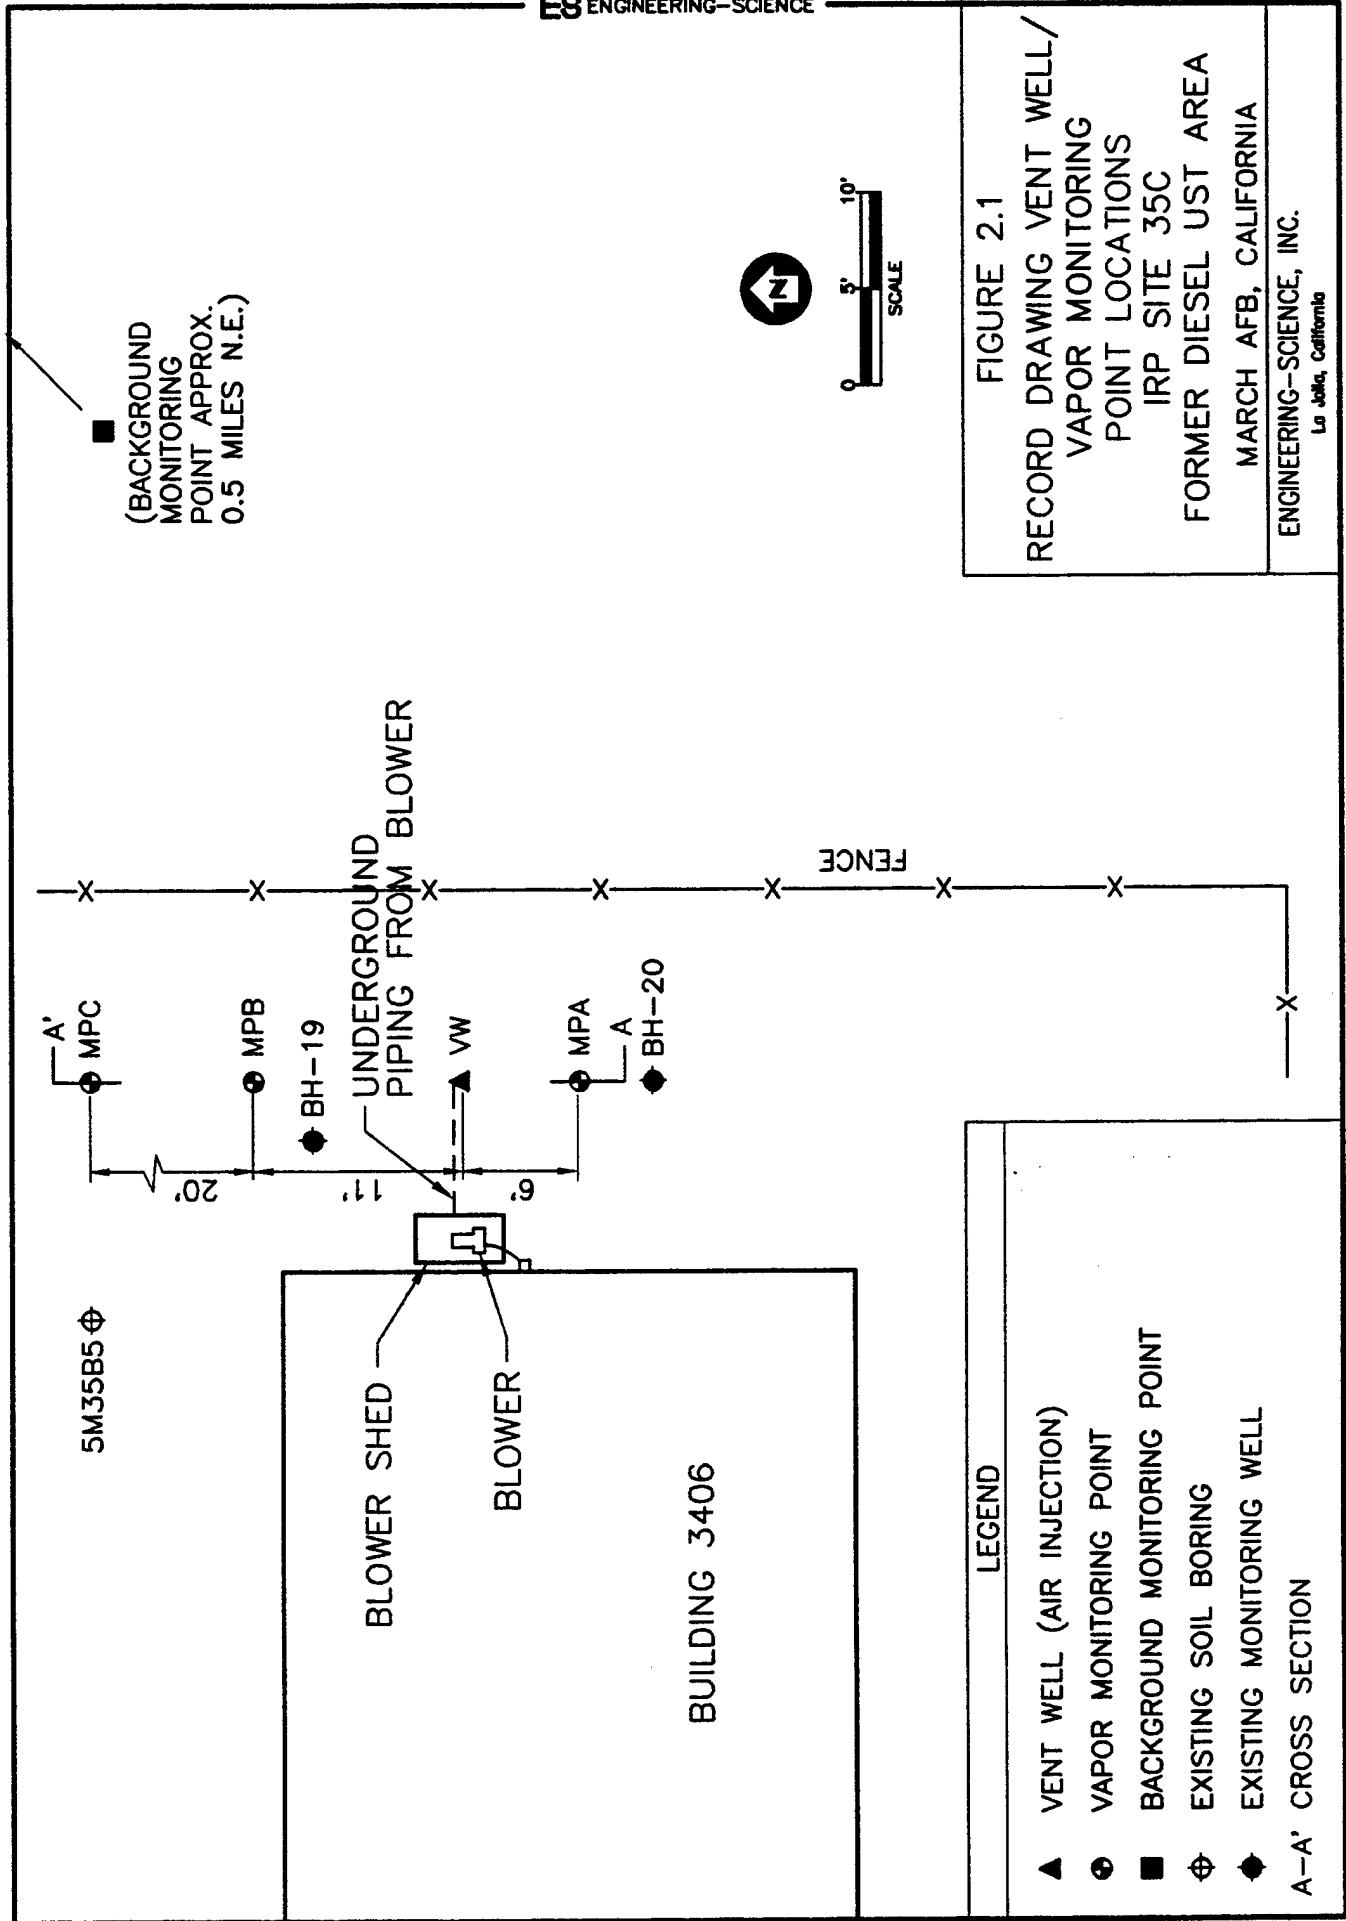 ES ENGINEERING-SCIENCE
(BACKGROUND
MONITORING
POINT APPROX.
0.5 MILES N.E.)
5M35B5
A'
MPC
MPB
BH-19
UNDERGROUND
PIPING FROM BLOWER
VW
MPA
A
BH-20
20'
11'
6'
FENCE
X
X
X
X
X
X
X
X
BLOWER SHED
BLOWER
BUILDING 3406
N
0
5'
10'
SCALE
LEGEND
VENT WELL (AIR INJECTION)
VAPOR MONITORING POINT
BACKGROUND MONITORING POINT
EXISTING SOIL BORING
EXISTING MONITORING WELL
A-A' CROSS SECTION
FIGURE 2.1
RECORD DRAWING VENT WELL/
VAPOR MONITORING
POINT LOCATIONS
IRP SITE 35C
FORMER DIESEL UST AREA
MARCH AFB, CALIFORNIA
ENGINEERING-SCIENCE, INC.
La Jolla, California